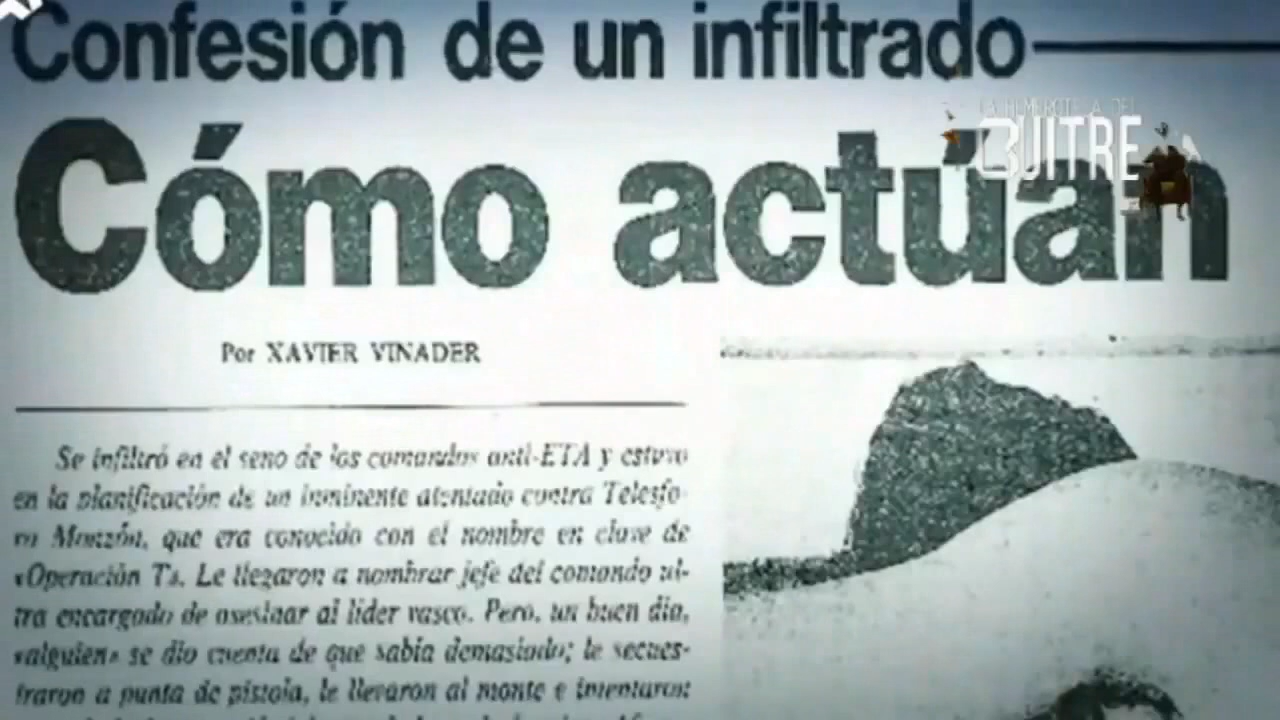 Confesión de un infiltrado
LA HEMEROTECA DEL
BUITRE
Cómo actúan
Por XAVIER VINADER
Se infiltró en el seno de los comandos anti-ETA y estuvo
en la planificación de un inminente atentado contra Telesfo-
ro Monzón, que era conocido con el nombre en clave de
«Operación T». Le llegaron a nombrar jefe del comando ul-
tra encargado de asesinar al líder vasco. Pero, un buen día,
«alguien» se dio cuenta de que sabía demasiado; le secues-
traron a punta de pistola, le llevaron al monte e intentaron